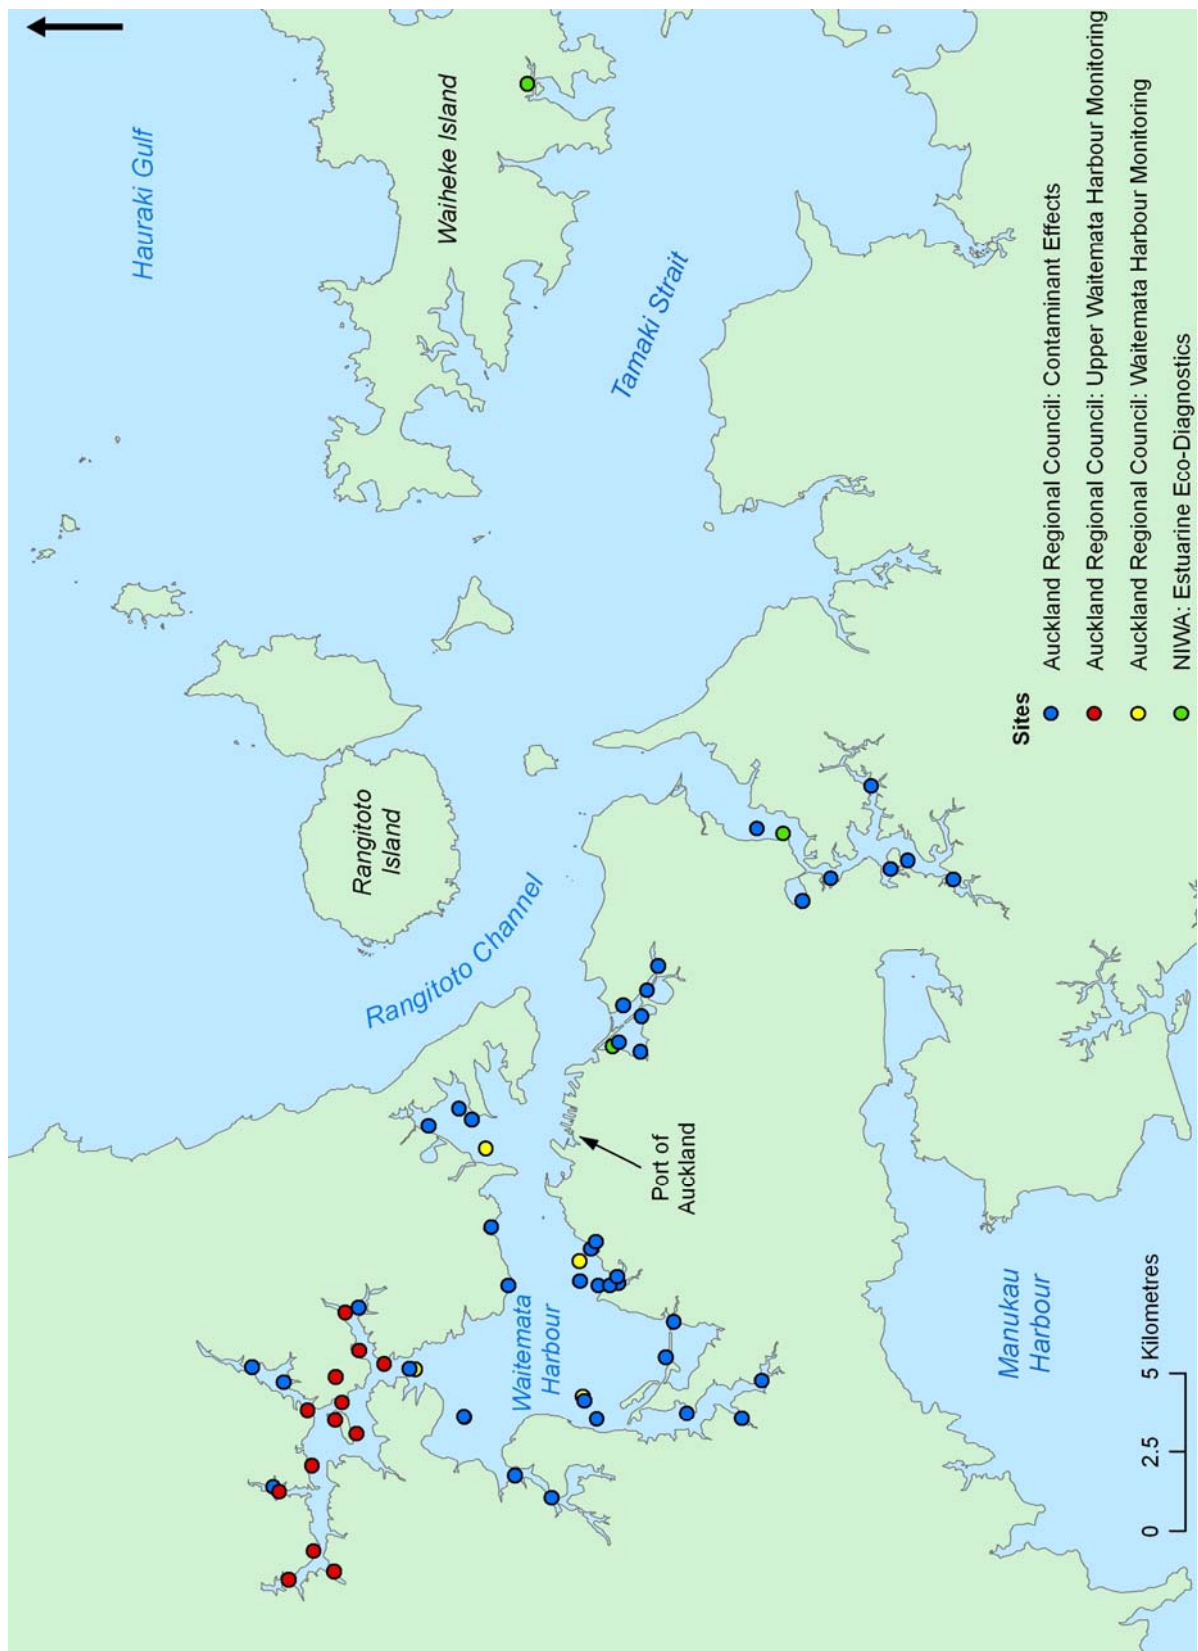 Hauraki Gulf
Waiheke Island
Tamaki Strait
Rangitoto
Island
Rangitoto Channel
Port of
Auckland
Waitemata
Harbour
Manukau
Harbour
0 2.5 5 Kilometres
Sites
Auckland Regional Council: Contaminant Effects
Auckland Regional Council: Upper Waitemata Harbour Monitoring
Auckland Regional Council: Waitemata Harbour Monitoring
NIWA: Estuarine Eco-Diagnostics